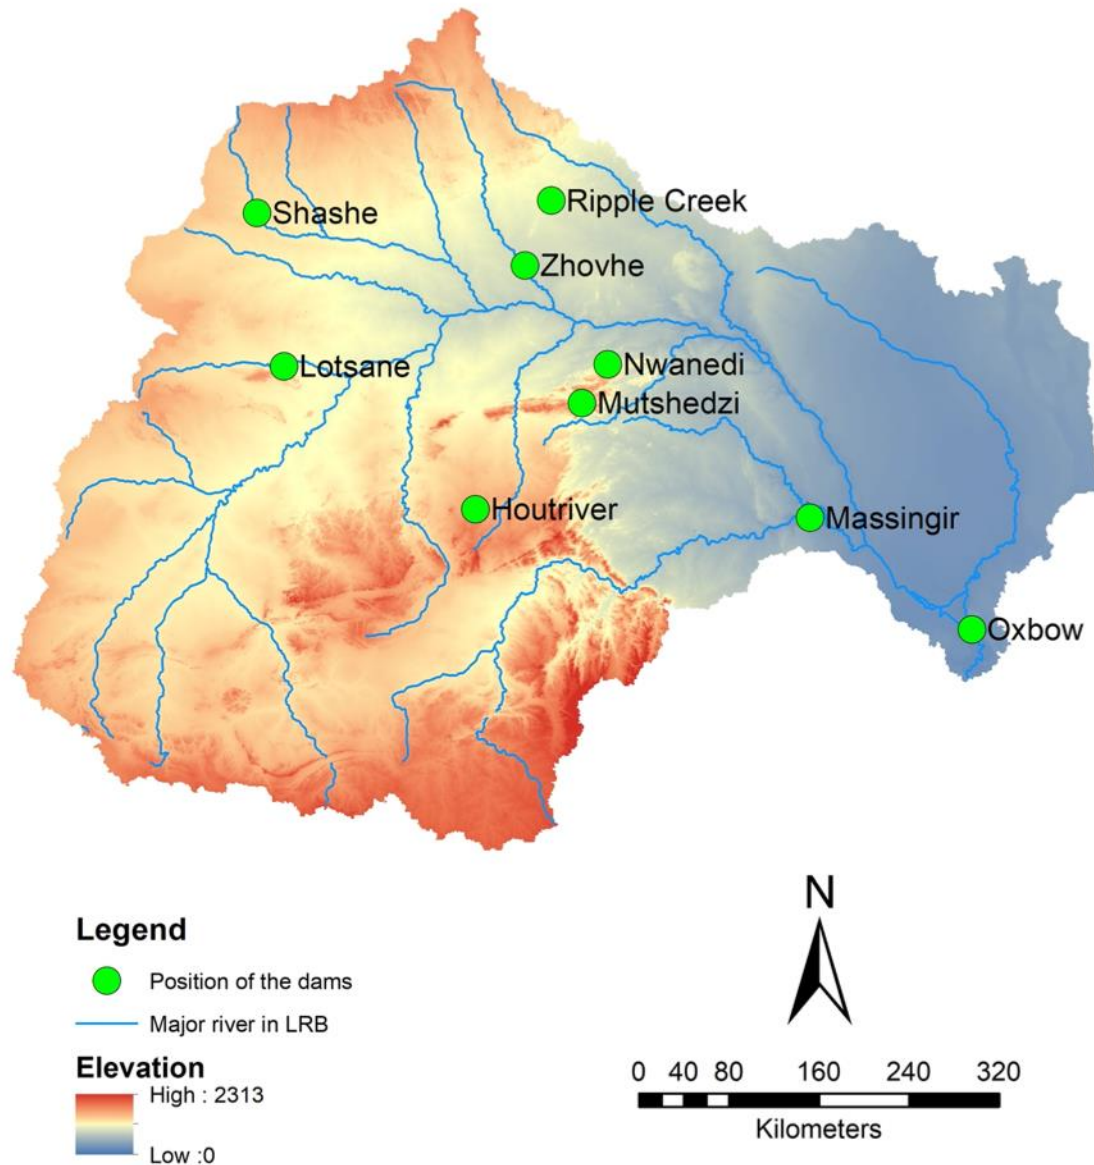 Shashe
Ripple Creek
Zhovhe
Lotsane
Nwanedi
Mutshedzi
Houtriver
Massingir
Oxbow
N
Legend
Position of the dams
Major river in LRB
Elevation
High : 2313
Low :0
0 40 80 160 240 320
Kilometers